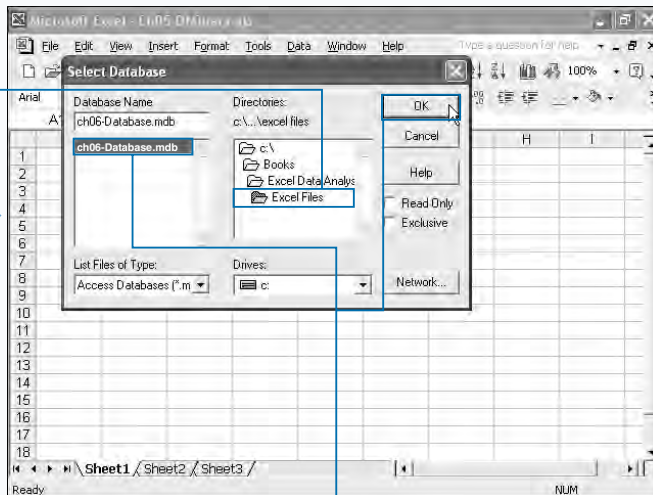 Microsoft Excel - Ch05 DMinera.xls
File Edit View Insert Format Tools Data Window Help Type a question for help
100%
Arial
Select Database
Database Name
ch06-Database.mdb
ch06-Database.mdb
Directories:
c:\...\excel files
c:\
Books
Excel Data Analys
Excel Files
OK
Cancel
Help
Read Only
Exclusive
List Files of Type:
Access Databases (*.m
Drives:
c:
Network...
H I
1
2
3
4
5
6
7
8
9
10
11
12
13
14
15
16
17
18
Sheet1 Sheet2 Sheet3
Ready NUM